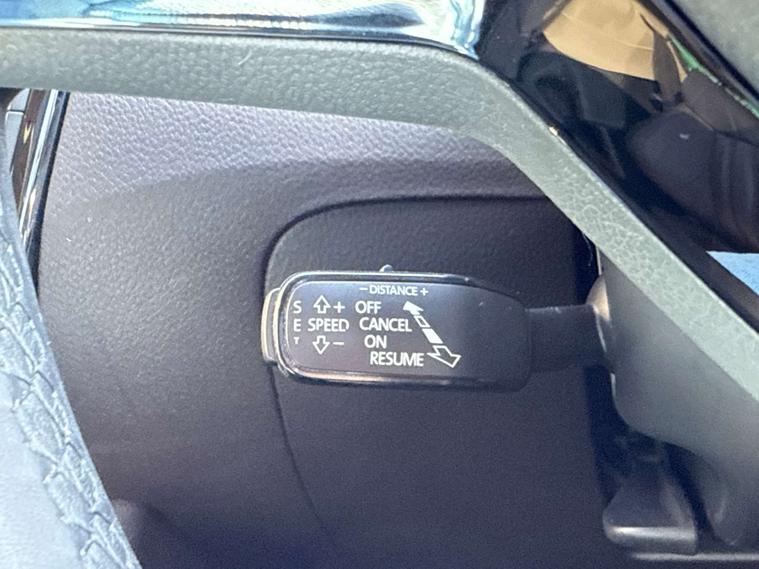 − DISTANCE +
S ⇧ + OFF
E SPEED CANCEL
T ⇩ − ON
RESUME